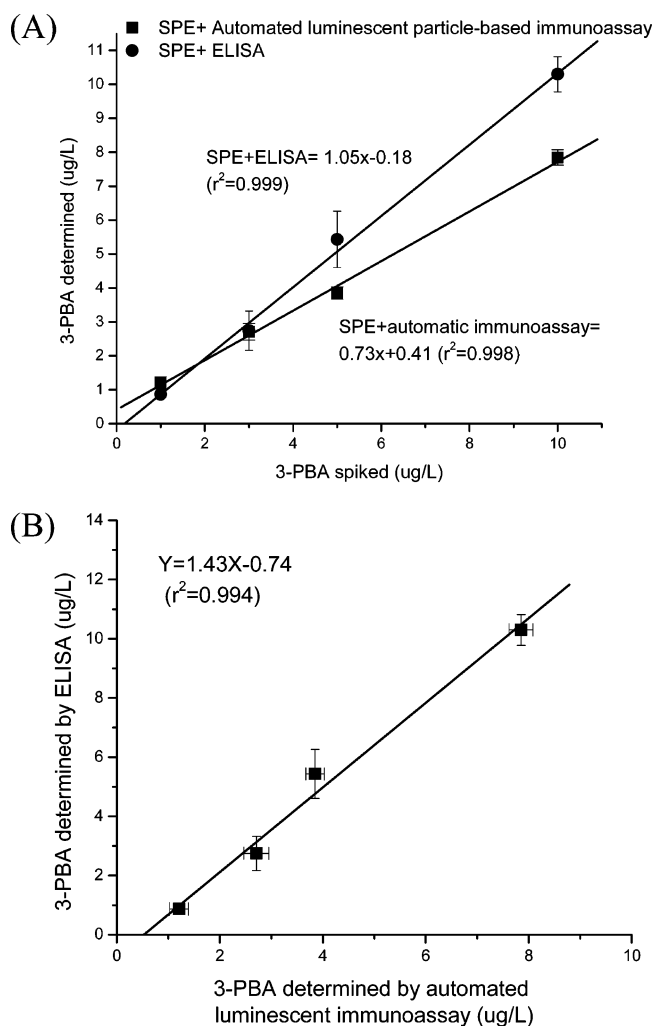 (A)
SPE+ Automated luminescent particle-based immunoassay
SPE+ ELISA
11
10
9
8
7
6
5
4
3
2
1
0
3-PBA determined (ug/L)
SPE+ELISA= 1.05x-0.18
(r²=0.999)
SPE+automatic immunoassay=
0.73x+0.41 (r²=0.998)
0 2 4 6 8 10
3-PBA spiked (ug/L)
(B)
14
12
10
8
6
4
2
0
3-PBA determined by ELISA (ug/L)
Y=1.43X-0.74
(r²=0.994)
0 2 4 6 8 10
3-PBA determined by automated
luminescent immunoassay (ug/L)